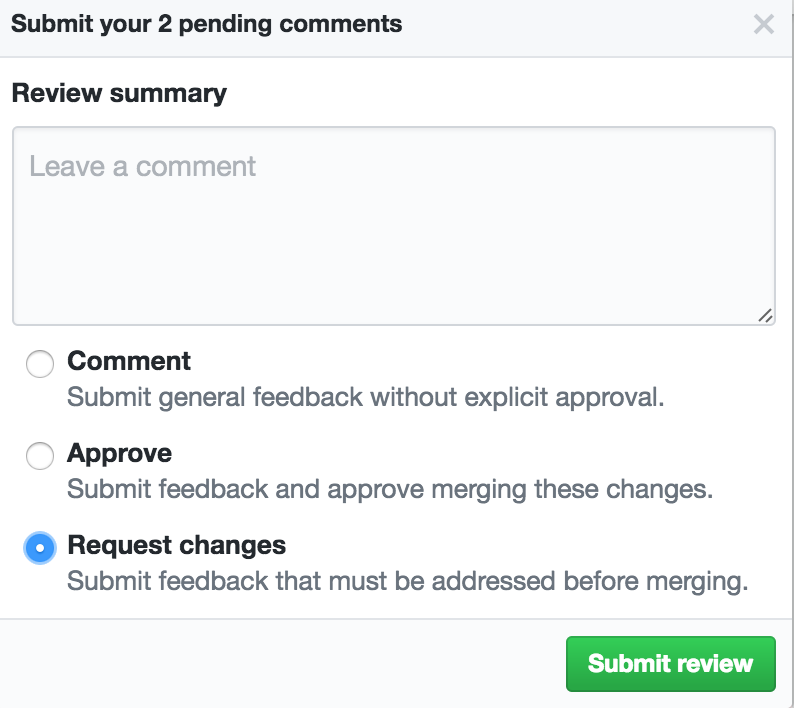 Submit your 2 pending comments
Review summary
Leave a comment
Comment
Submit general feedback without explicit approval.
Approve
Submit feedback and approve merging these changes.
Request changes
Submit feedback that must be addressed before merging.
Submit review